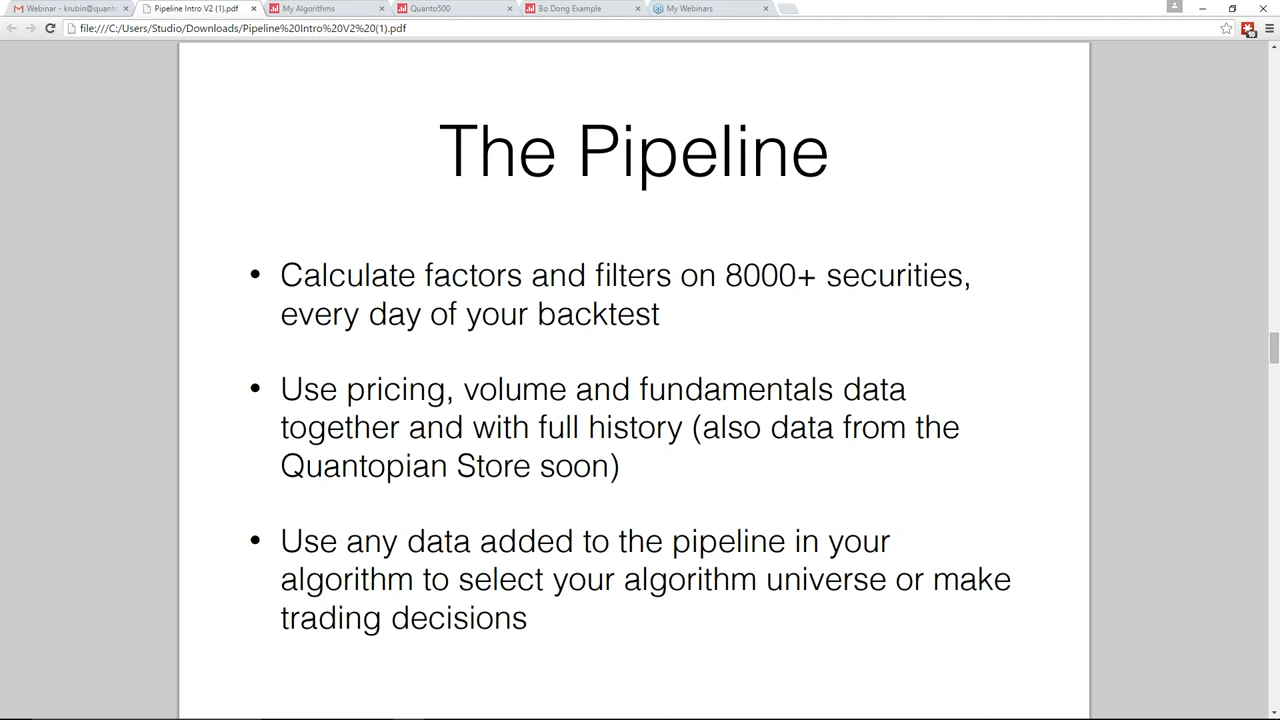 Webinar - krubin@quant
Pipeline Intro V2 (1).pdf
My Algorithms
Quanto500
Bo Dong Example
My Webinars
file:///C:/Users/Studio/Downloads/Pipeline%20Intro%20V2%20(1).pdf
The Pipeline
• Calculate factors and filters on 8000+ securities,
every day of your backtest
• Use pricing, volume and fundamentals data
together and with full history (also data from the
Quantopian Store soon)
• Use any data added to the pipeline in your
algorithm to select your algorithm universe or make
trading decisions